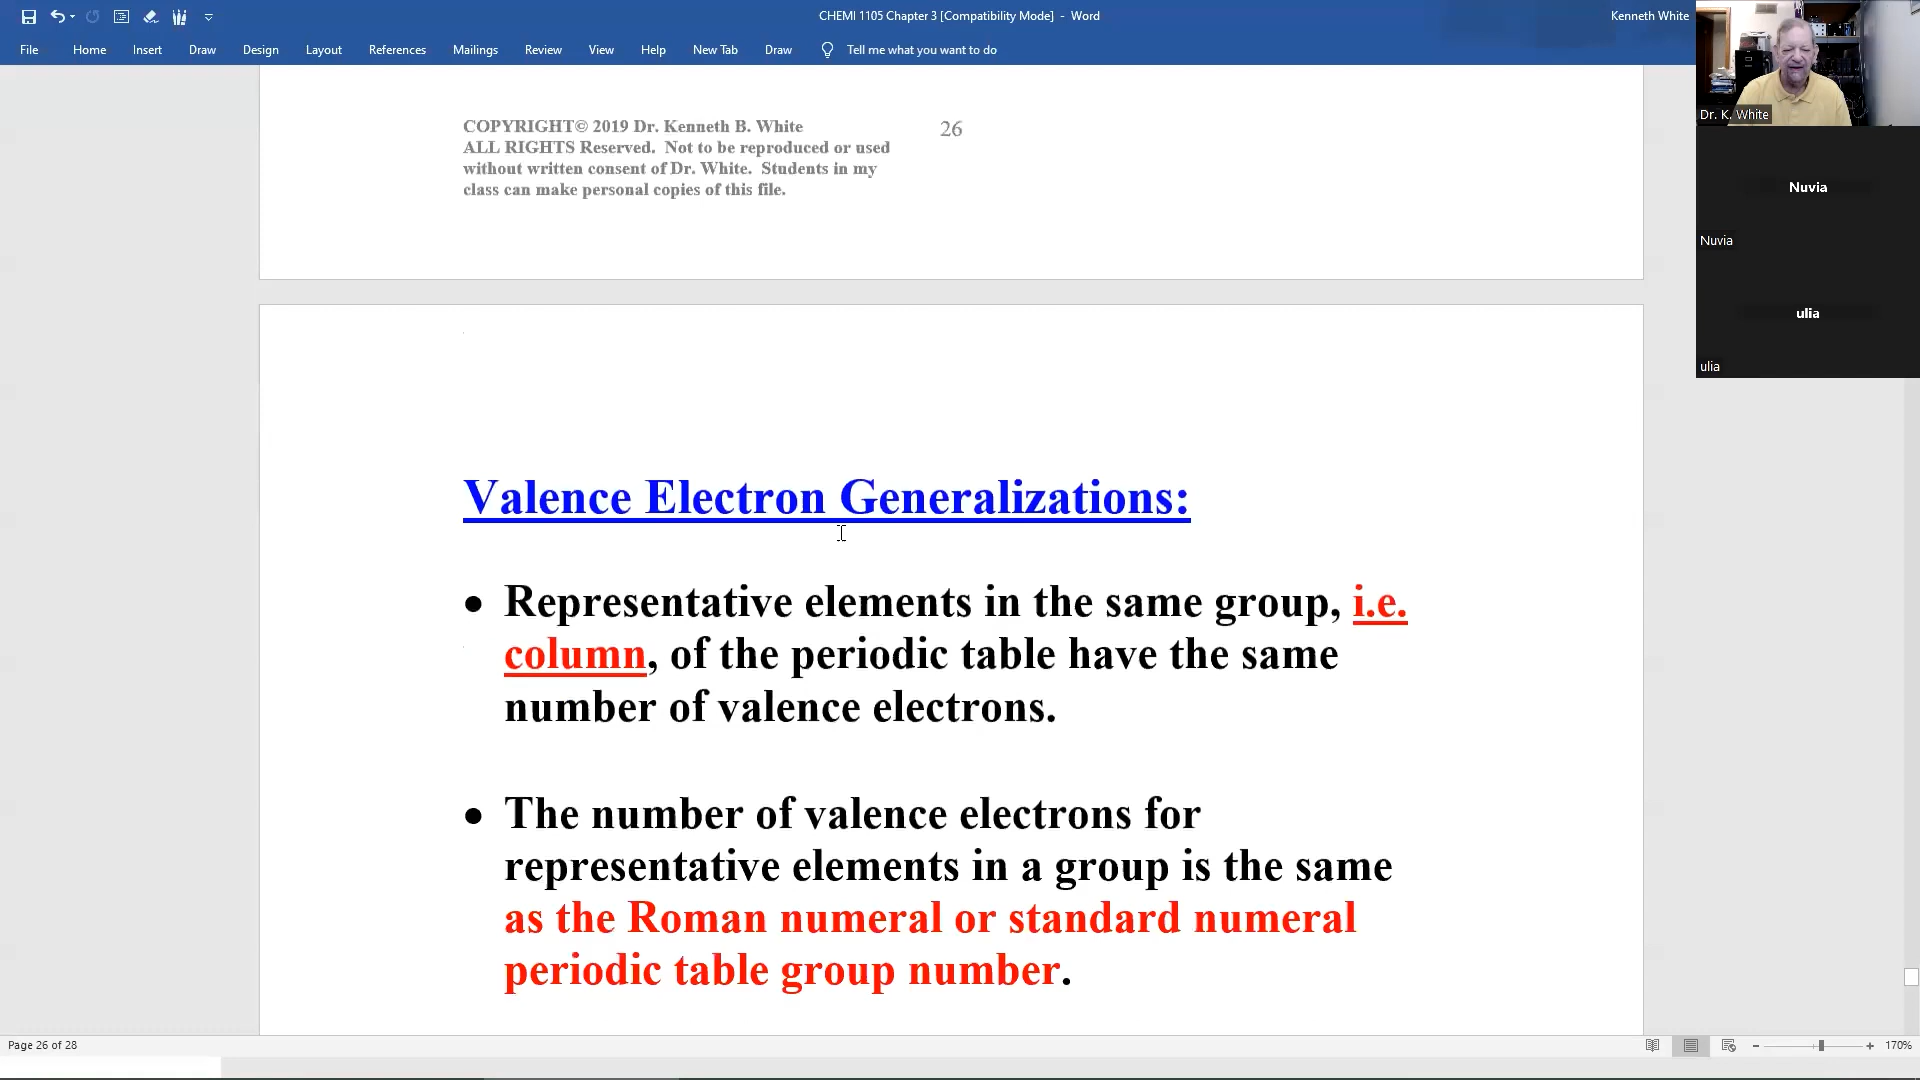 CHEMI 1105 Chapter 3 [Compatibility Mode] - Word
Kenneth White
File Home Insert Draw Design Layout References Mailings Review View Help New Tab Draw Tell me what you want to do
Dr. K. White
COPYRIGHT© 2019 Dr. Kenneth B. White
26
ALL RIGHTS Reserved. Not to be reproduced or used
without written consent of Dr. White. Students in my
class can make personal copies of this file.
Nuvia
Nuvia
ulia
ulia
Valence Electron Generalizations:
• Representative elements in the same group, i.e.
column, of the periodic table have the same
number of valence electrons.
• The number of valence electrons for
representative elements in a group is the same
as the Roman numeral or standard numeral
periodic table group number.
Page 26 of 28
170%